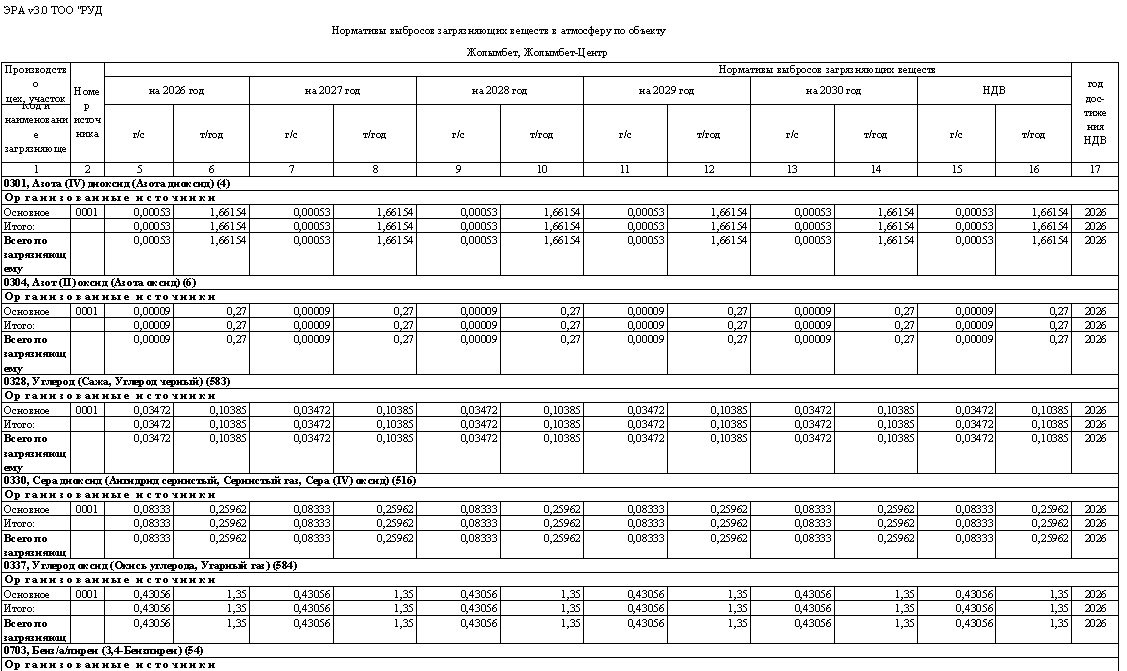 ЭРА v3.0 ТОО "РУД
Нормативы выбросов загрязняющих веществ в атмосферу по объекту
Жолымбет, Жолымбет-Центр
Производств
о
цех, участок
Номе
р
источ
ника
Нормативы выбросов загрязняющих веществ
год
дос-
тиже
ния
НДВ
на 2026 год на 2027 год на 2028 год на 2029 год на 2030 год НДВ
Код и
наименовани
е
загрязняюще
г/с т/год г/с т/год г/с т/год г/с т/год г/с т/год г/с т/год
1 2 5 6 7 8 9 10 11 12 13 14 15 16 17
0301, Азота (IV) диоксид (Азота диоксид) (4)
Организованные источники
Основное 0001 0,00053 1,66154 0,00053 1,66154 0,00053 1,66154 0,00053 1,66154 0,00053 1,66154 0,00053 1,66154 2026
Итого: 0,00053 1,66154 0,00053 1,66154 0,00053 1,66154 0,00053 1,66154 0,00053 1,66154 0,00053 1,66154 2026
Всего по 0,00053 1,66154 0,00053 1,66154 0,00053 1,66154 0,00053 1,66154 0,00053 1,66154 0,00053 1,66154 2026
загрязняющ
ему
0304, Азот (II) оксид (Азота оксид) (6)
Организованные источники
Основное 0001 0,00009 0,27 0,00009 0,27 0,00009 0,27 0,00009 0,27 0,00009 0,27 0,00009 0,27 2026
Итого: 0,00009 0,27 0,00009 0,27 0,00009 0,27 0,00009 0,27 0,00009 0,27 0,00009 0,27 2026
Всего по 0,00009 0,27 0,00009 0,27 0,00009 0,27 0,00009 0,27 0,00009 0,27 0,00009 0,27 2026
загрязняющ
ему
0328, Углерод (Сажа, Углерод черный) (583)
Организованные источники
Основное 0001 0,03472 0,10385 0,03472 0,10385 0,03472 0,10385 0,03472 0,10385 0,03472 0,10385 0,03472 0,10385 2026
Итого: 0,03472 0,10385 0,03472 0,10385 0,03472 0,10385 0,03472 0,10385 0,03472 0,10385 0,03472 0,10385 2026
Всего по 0,03472 0,10385 0,03472 0,10385 0,03472 0,10385 0,03472 0,10385 0,03472 0,10385 0,03472 0,10385 2026
загрязняющ
ему
0330, Сера диоксид (Ангидрид сернистый, Сернистый газ, Сера (IV) оксид) (516)
Организованные источники
Основное 0001 0,08333 0,25962 0,08333 0,25962 0,08333 0,25962 0,08333 0,25962 0,08333 0,25962 0,08333 0,25962 2026
Итого: 0,08333 0,25962 0,08333 0,25962 0,08333 0,25962 0,08333 0,25962 0,08333 0,25962 0,08333 0,25962 2026
Всего по 0,08333 0,25962 0,08333 0,25962 0,08333 0,25962 0,08333 0,25962 0,08333 0,25962 0,08333 0,25962 2026
загрязняющ
0337, Углерод оксид (Окись углерода, Угарный газ) (584)
Организованные источники
Основное 0001 0,43056 1,35 0,43056 1,35 0,43056 1,35 0,43056 1,35 0,43056 1,35 0,43056 1,35 2026
Итого: 0,43056 1,35 0,43056 1,35 0,43056 1,35 0,43056 1,35 0,43056 1,35 0,43056 1,35 2026
Всего по 0,43056 1,35 0,43056 1,35 0,43056 1,35 0,43056 1,35 0,43056 1,35 0,43056 1,35 2026
загрязняющ
0703, Бенз/а/пирен (3,4-Бензпирен) (54)
Организованные источники